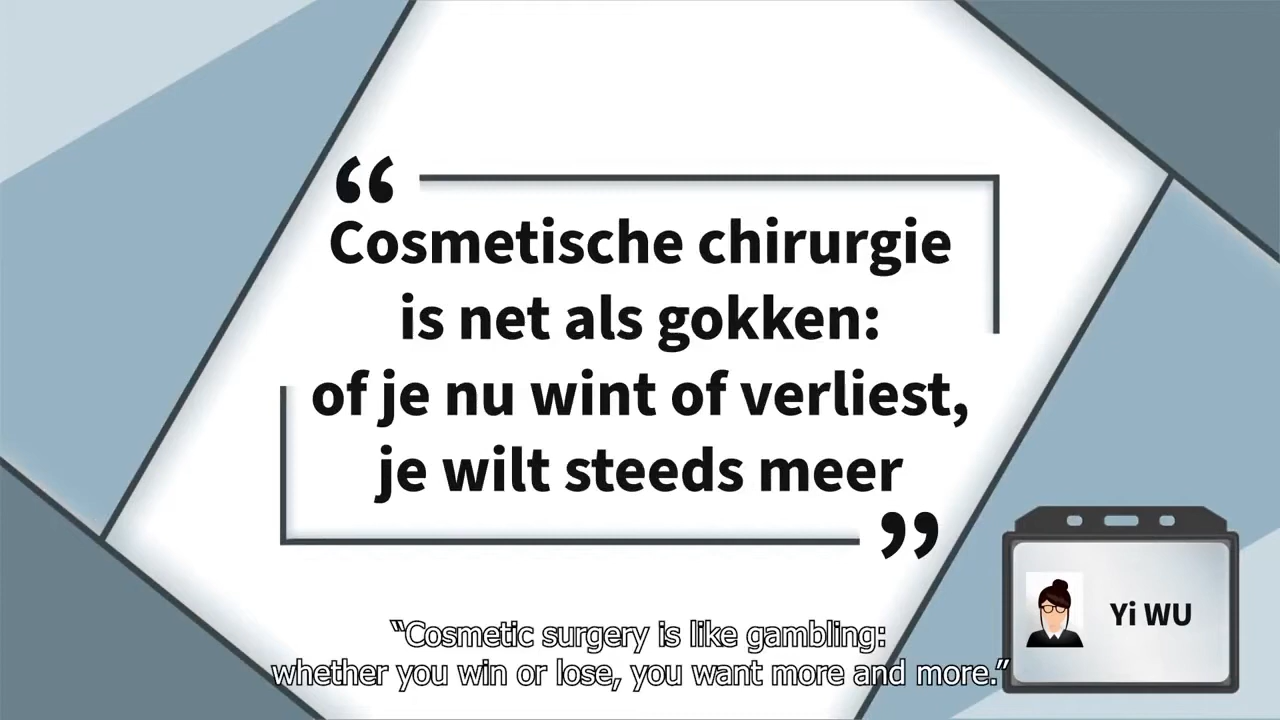 “
Cosmetische chirurgie
is net als gokken:
of je nu wint of verliest,
je wilt steeds meer
”
Yi WU
“Cosmetic surgery is like gambling:
whether you win or lose, you want more and more.”